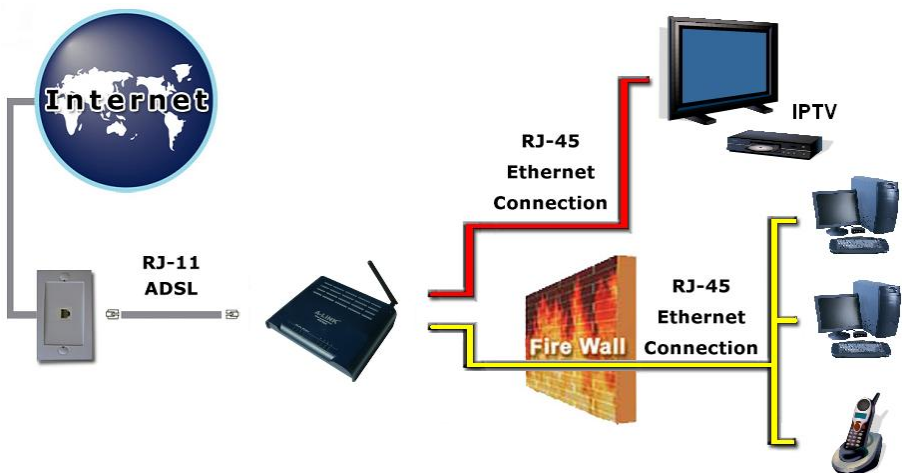 Internet
RJ-11
ADSL
RJ-45
Ethernet
Connection
IPTV
Fire Wall
RJ-45
Ethernet
Connection